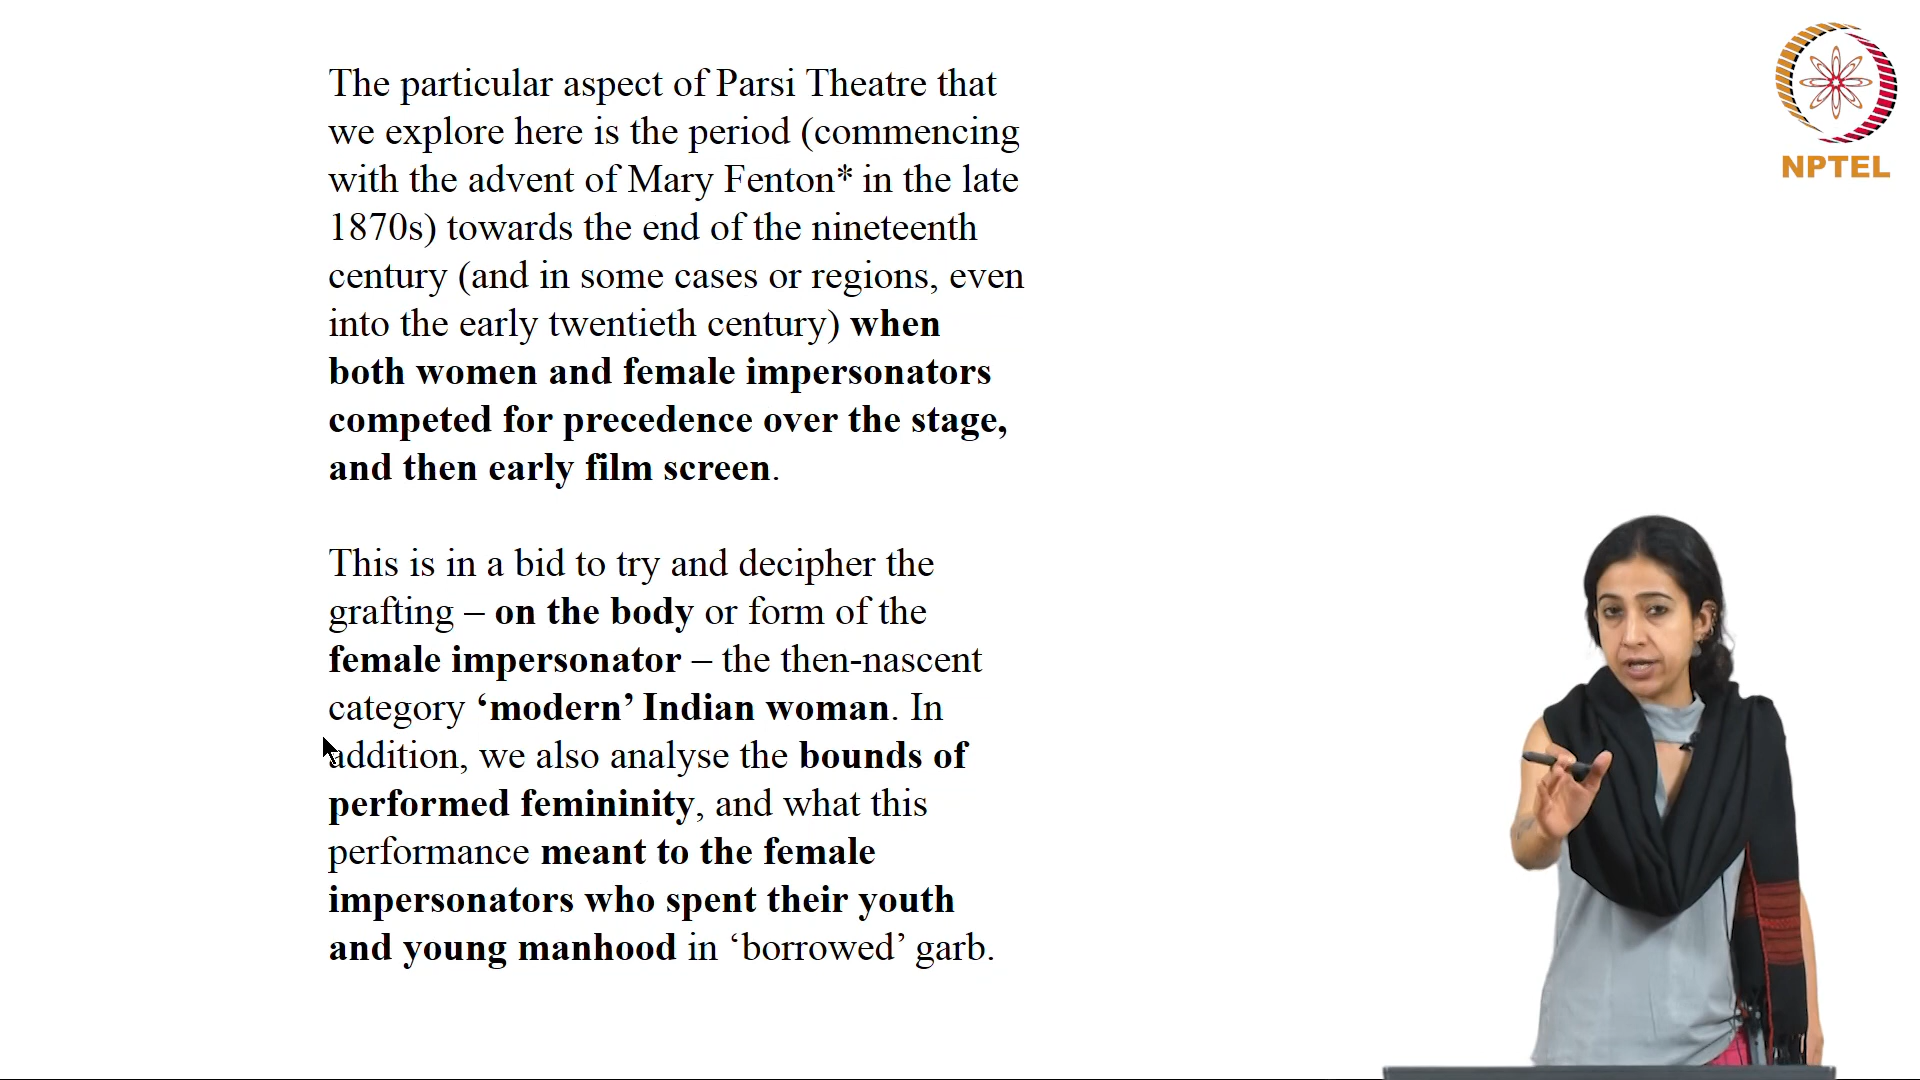 The particular aspect of Parsi Theatre that
we explore here is the period (commencing
with the advent of Mary Fenton* in the late
1870s) towards the end of the nineteenth
century (and in some cases or regions, even
into the early twentieth century) when
both women and female impersonators
competed for precedence over the stage,
and then early film screen.
This is in a bid to try and decipher the
grafting – on the body or form of the
female impersonator – the then-nascent
category ‘modern’ Indian woman. In
addition, we also analyse the bounds of
performed femininity, and what this
performance meant to the female
impersonators who spent their youth
and young manhood in ‘borrowed’ garb.
NPTEL